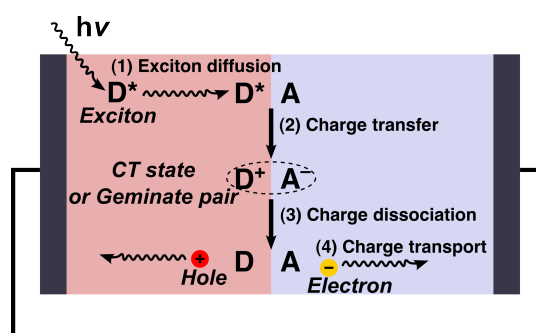 hν
(1) Exciton diffusion
D* D* A
Exciton
(2) Charge transfer
CT state
or Geminate pair
D⁺ A⁻
(3) Charge dissociation
(4) Charge transport
+ D A −
Hole
Electron